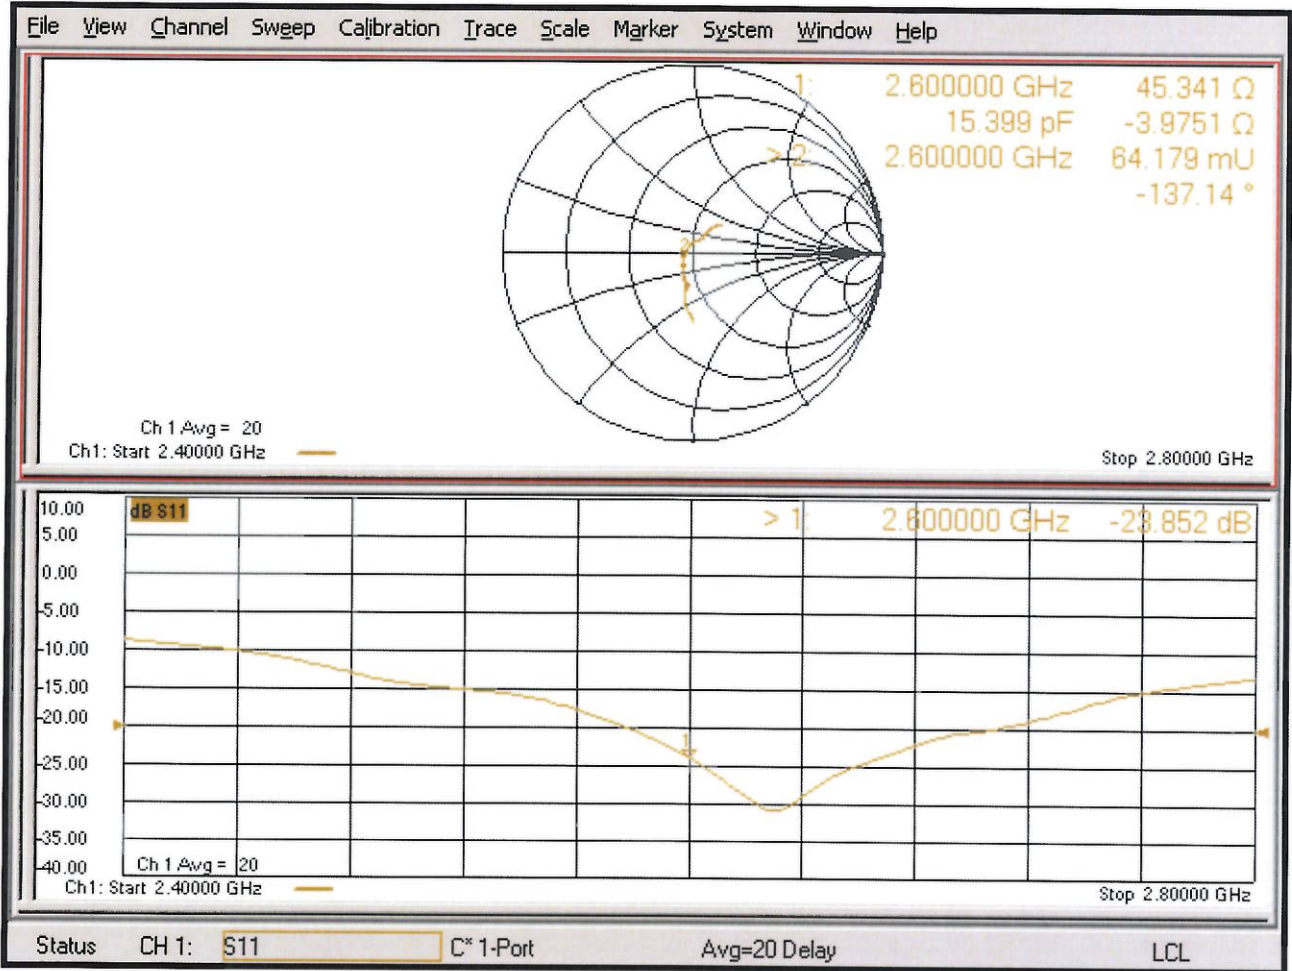 File View Channel Sweep Calibration Trace Scale Marker System Window Help
1: 2.600000 GHz 45.341 Ω
15.399 pF -3.9751 Ω
> 2: 2.600000 GHz 64.179 mU
-137.14 °
2
Ch 1 Avg = 20
Ch1: Start 2.40000 GHz
Stop 2.80000 GHz
10.00
dB S11
> 1: 2.600000 GHz -23.852 dB
5.00
0.00
-5.00
-10.00
-15.00
-20.00
1
-25.00
-30.00
-35.00
-40.00
Ch 1 Avg = 20
Ch1: Start 2.40000 GHz
Stop 2.80000 GHz
Status CH 1: S11 C* 1-Port Avg=20 Delay LCL